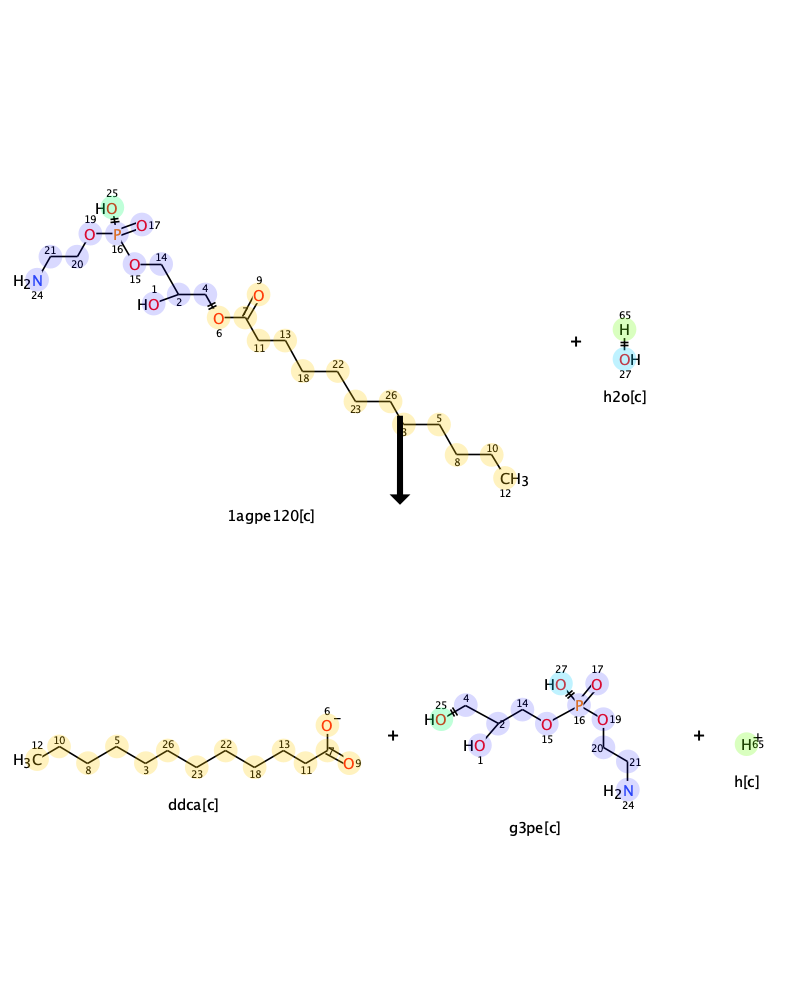 25
HO
19
O
P
O
17
16
21
14
20
O
15
1
4
9
O
H₂N
24
HO
2
O
6
7
11
13
18
22
23
26
3
5
8
10
CH₃
12
+
65
H
OH
27
h2o[c]
1agpe120[c]
12
H₃C
10
8
5
3
26
23
22
18
13
11
6
O−
7
O
9
ddca[c]
+
25
HO
4
2
HO
1
14
O
15
27
HO
17
O
P
16
O
19
20
21
H₂N
24
g3pe[c]
+
H+
65
h[c]